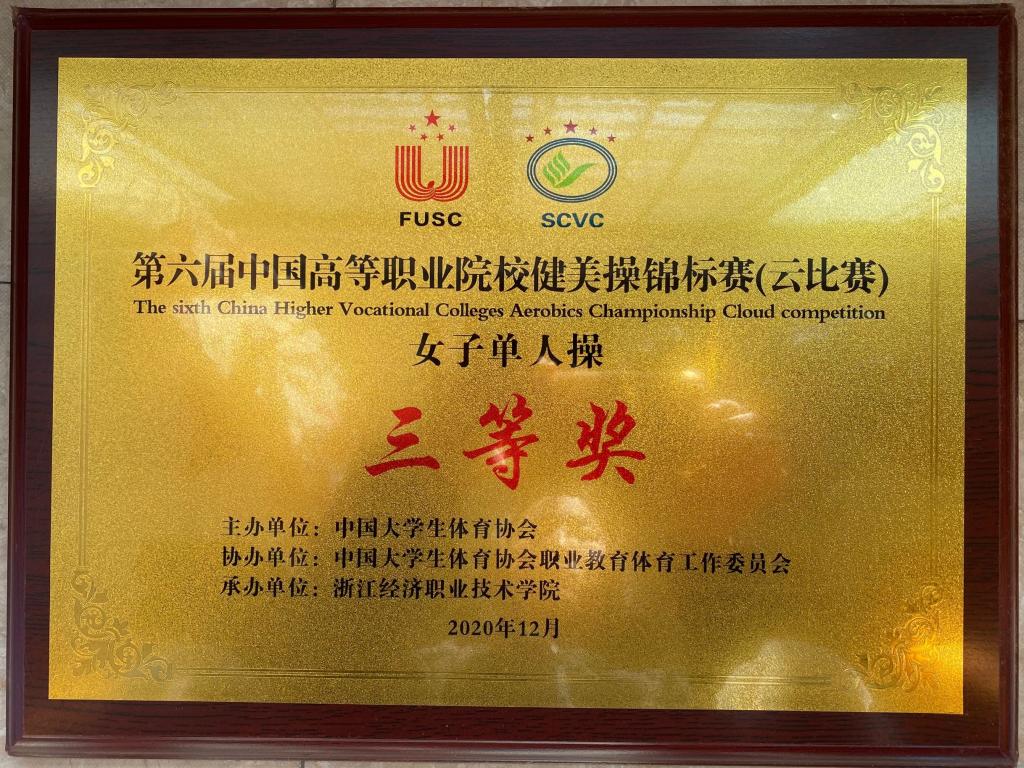 FUSC SCVC
第六届中国高等职业院校健美操锦标赛(云比赛)
The sixth China Higher Vocational Colleges Aerobics Championship Cloud competition
女子单人操
三等奖
主办单位：中国大学生体育协会
协办单位：中国大学生体育协会职业教育体育工作委员会
承办单位：浙江经济职业技术学院
2020年12月